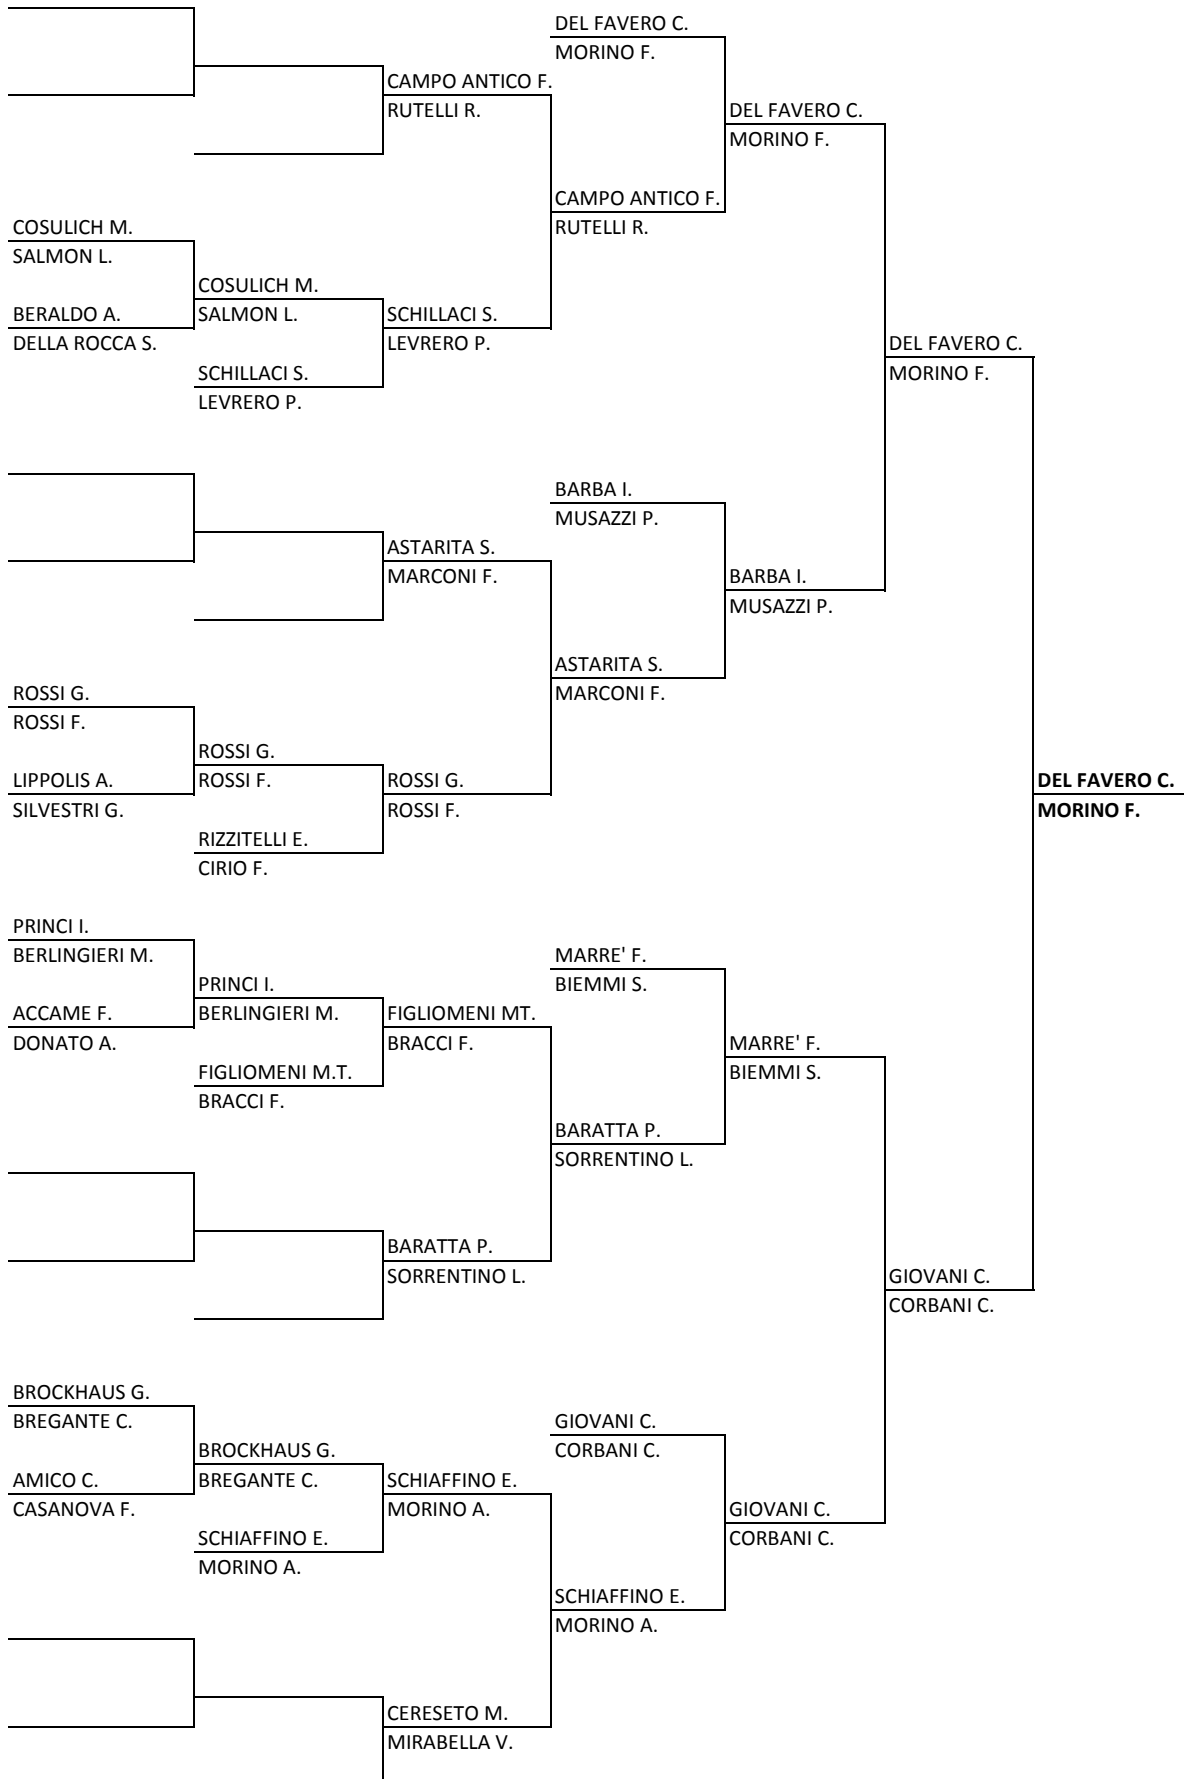 DEL FAVERO C.
MORINO F.
CAMPO ANTICO F.
RUTELLI R.
DEL FAVERO C.
MORINO F.
CAMPO ANTICO F.
RUTELLI R.
COSULICH M.
SALMON L.
COSULICH M.
SALMON L.
BERALDO A.
DELLA ROCCA S.
SCHILLACI S.
LEVRERO P.
SCHILLACI S.
LEVRERO P.
DEL FAVERO C.
MORINO F.
BARBA I.
MUSAZZI P.
ASTARITA S.
MARCONI F.
BARBA I.
MUSAZZI P.
ASTARITA S.
MARCONI F.
ROSSI G.
ROSSI F.
ROSSI G.
ROSSI F.
LIPPOLIS A.
SILVESTRI G.
ROSSI G.
ROSSI F.
RIZZITELLI E.
CIRIO F.
DEL FAVERO C.
MORINO F.
PRINCI I.
BERLINGIERI M.
MARRE' F.
BIEMMI S.
PRINCI I.
BERLINGIERI M.
ACCAME F.
DONATO A.
FIGLIOMENI MT.
BRACCI F.
FIGLIOMENI M.T.
BRACCI F.
MARRE' F.
BIEMMI S.
BARATTA P.
SORRENTINO L.
BARATTA P.
SORRENTINO L.
GIOVANI C.
CORBANI C.
BROCKHAUS G.
BREGANTE C.
GIOVANI C.
CORBANI C.
BROCKHAUS G.
BREGANTE C.
AMICO C.
CASANOVA F.
SCHIAFFINO E.
MORINO A.
SCHIAFFINO E.
MORINO A.
GIOVANI C.
CORBANI C.
SCHIAFFINO E.
MORINO A.
CERESETO M.
MIRABELLA V.